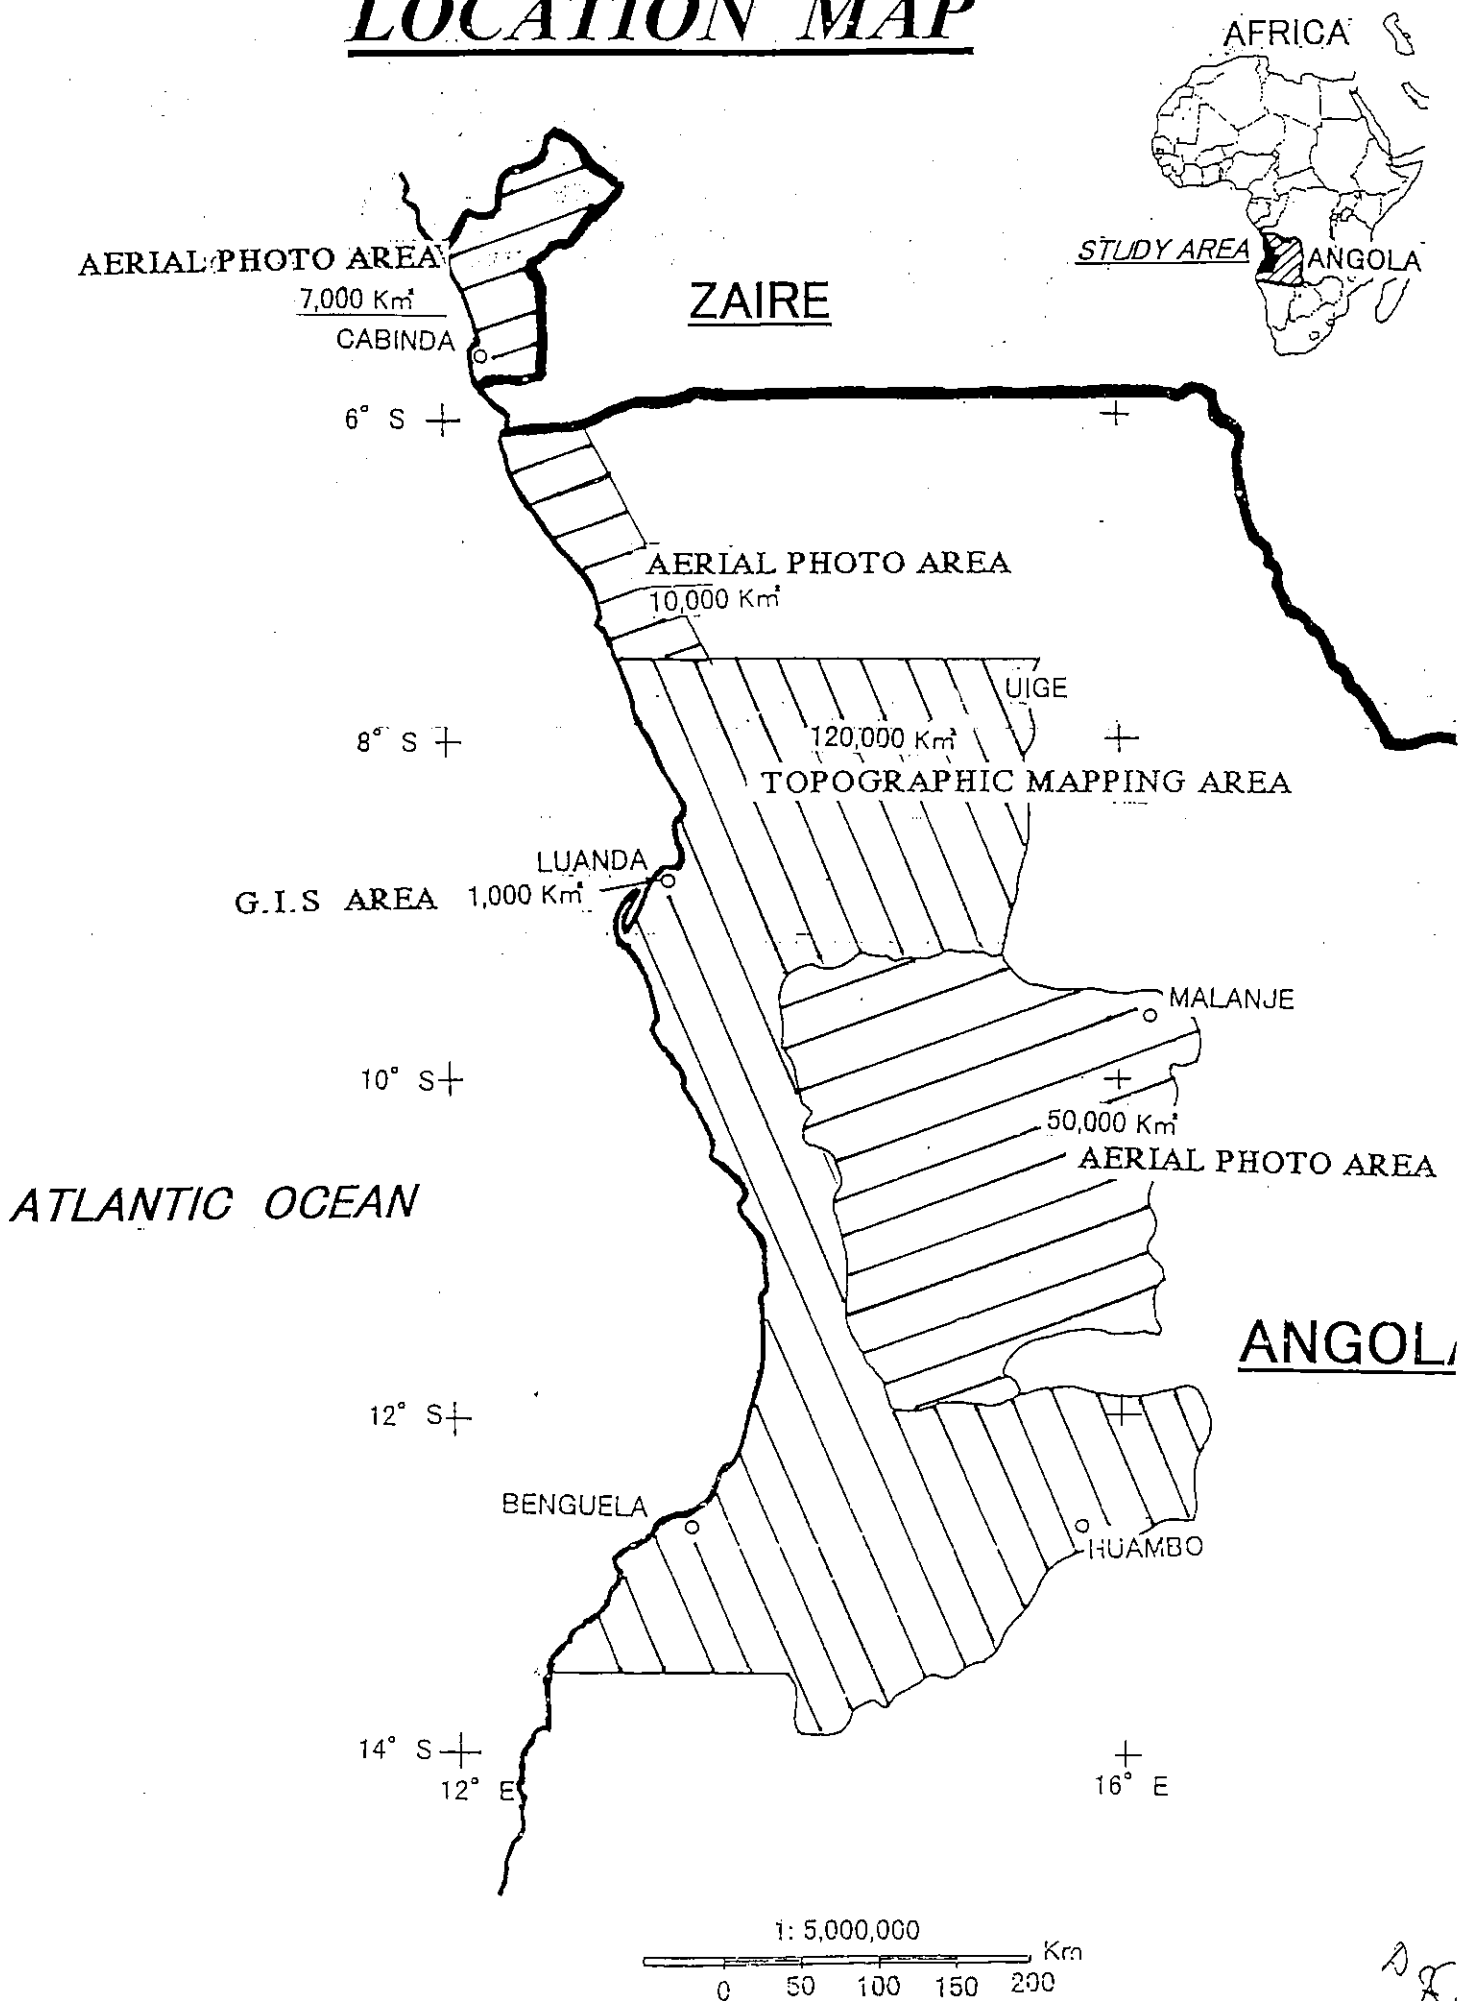 LOCATION MAP
AFRICA
STUDY AREA
ANGOLA
AERIAL PHOTO AREA
7,000 Km²
CABINDA
ZAIRE
6° S
AERIAL PHOTO AREA
10,000 Km²
UIGE
8° S
120,000 Km²
TOPOGRAPHIC MAPPING AREA
LUANDA
G.I.S AREA 1,000 Km²
MALANJE
10° S
50,000 Km²
AERIAL PHOTO AREA
ATLANTIC OCEAN
ANGOLA
12° S
BENGUELA
HUAMBO
14° S
12° E
16° E
1: 5,000,000
Km
0 50 100 150 200